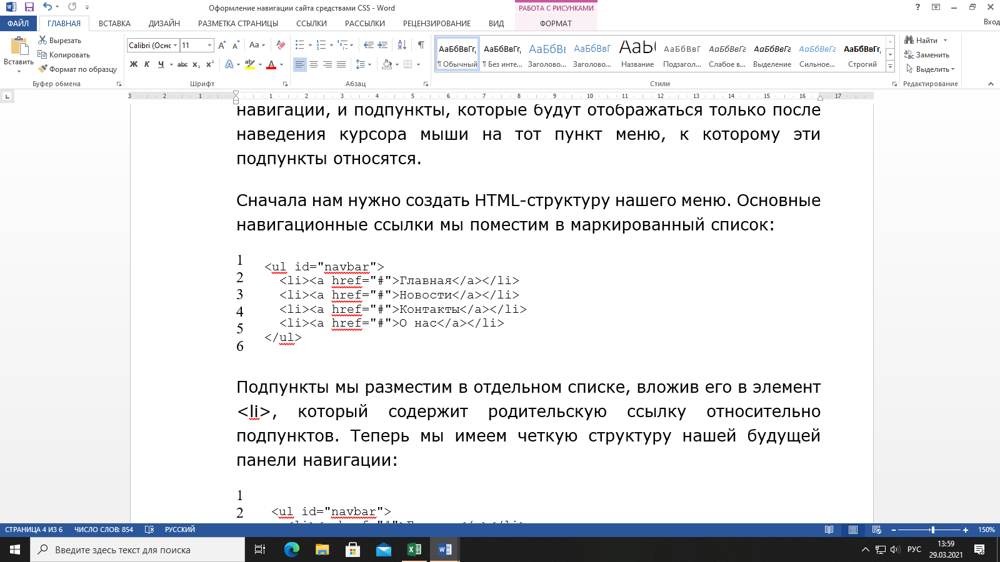 Оформление навигации сайта средствами CSS - Word
РАБОТА С РИСУНКАМИ
?
ФАЙЛ ГЛАВНАЯ ВСТАВКА ДИЗАЙН РАЗМЕТКА СТРАНИЦЫ ССЫЛКИ РАССЫЛКИ РЕЦЕНЗИРОВАНИЕ ВИД ФОРМАТ Вход
Вставить
Вырезать
Копировать
Формат по образцу
Буфер обмена
Calibri (Оснс 11
Ж К Ч abc x₂ x²
Шрифт
Абзац
АаБбВвГг, АаБбВвГг, АаБбВı АаБбВвГ АаЬ АаБбВвГ АаБбВвГг АаБбВвГг АаБбВвГг АаБбВвГг,
¶ Обычный ¶ Без инте... Заголово... Заголово... Название Подзагол... Слабое в... Выделение Сильное... Строгий
Стили
Найти
Заменить
Выделить
Редактирование
3 2 1 1 2 3 4 5 6 7 8 9 10 11 12 13 14 15 16 17
навигации, и подпункты, которые будут отображаться только после
наведения курсора мыши на тот пункт меню, к которому эти
подпункты относятся.
Сначала нам нужно создать HTML-структуру нашего меню. Основные
навигационные ссылки мы поместим в маркированный список:
1
2
3
4
5
6
<ul id="navbar">
<li><a href="#">Главная</a></li>
<li><a href="#">Новости</a></li>
<li><a href="#">Контакты</a></li>
<li><a href="#">О нас</a></li>
</ul>
Подпункты мы разместим в отдельном списке, вложив его в элемент
<li>, который содержит родительскую ссылку относительно
подпунктов. Теперь мы имеем четкую структуру нашей будущей
панели навигации:
1
2
<ul id="navbar">
СТРАНИЦА 4 ИЗ 6 ЧИСЛО СЛОВ: 854 РУССКИЙ 150%
Введите здесь текст для поиска
РУС
13:59
29.03.2021